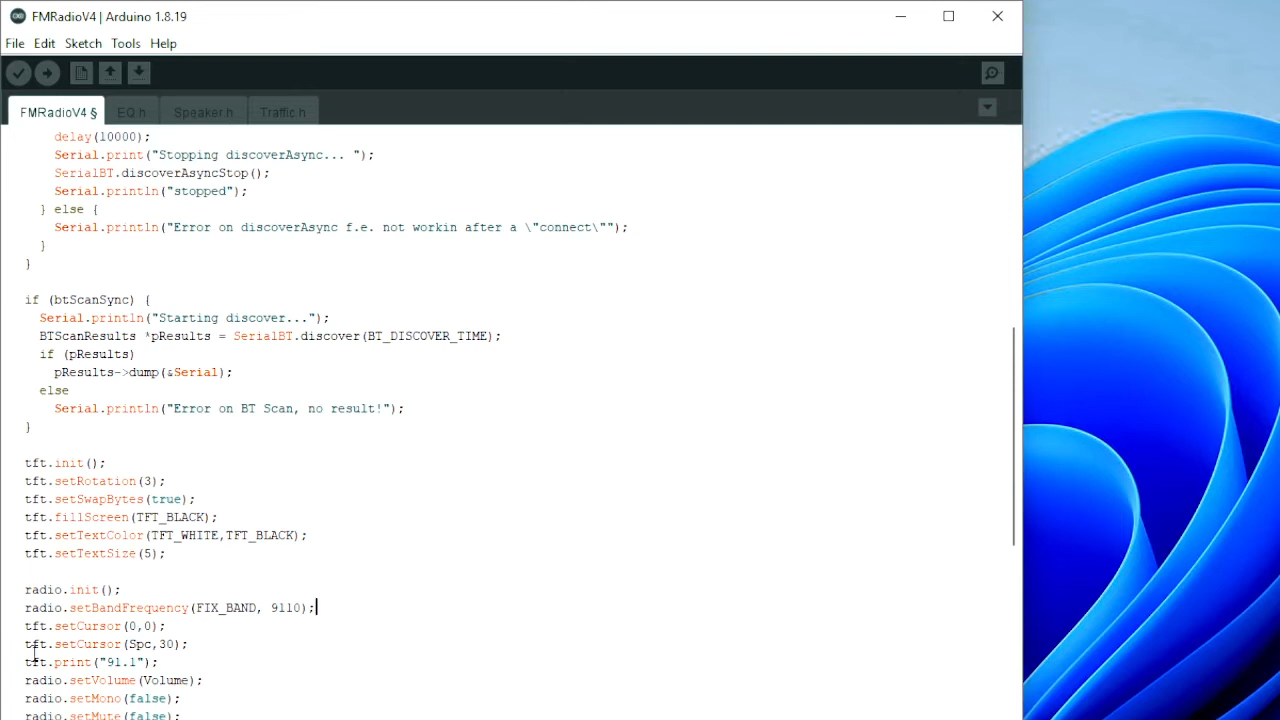 FMRadioV4 | Arduino 1.8.19
File Edit Sketch Tools Help
FMRadioV4 § EQ.h Speaker.h Traffic.h
delay(10000);
Serial.print("Stopping discoverAsync... ");
SerialBT.discoverAsyncStop();
Serial.println("stopped");
} else {
Serial.println("Error on discoverAsync f.e. not workin after a \"connect\"");
}
}
if (btScanSync) {
Serial.println("Starting discover...");
BTScanResults *pResults = SerialBT.discover(BT_DISCOVER_TIME);
if (pResults)
pResults->dump(&Serial);
else
Serial.println("Error on BT Scan, no result!");
}
tft.init();
tft.setRotation(3);
tft.setSwapBytes(true);
tft.fillScreen(TFT_BLACK);
tft.setTextColor(TFT_WHITE,TFT_BLACK);
tft.setTextSize(5);
radio.init();
radio.setBandFrequency(FIX_BAND, 9110);
tft.setCursor(0,0);
tft.setCursor(Spc,30);
tft.print("91.1");
radio.setVolume(Volume);
radio.setMono(false);
radio.setMute(false);